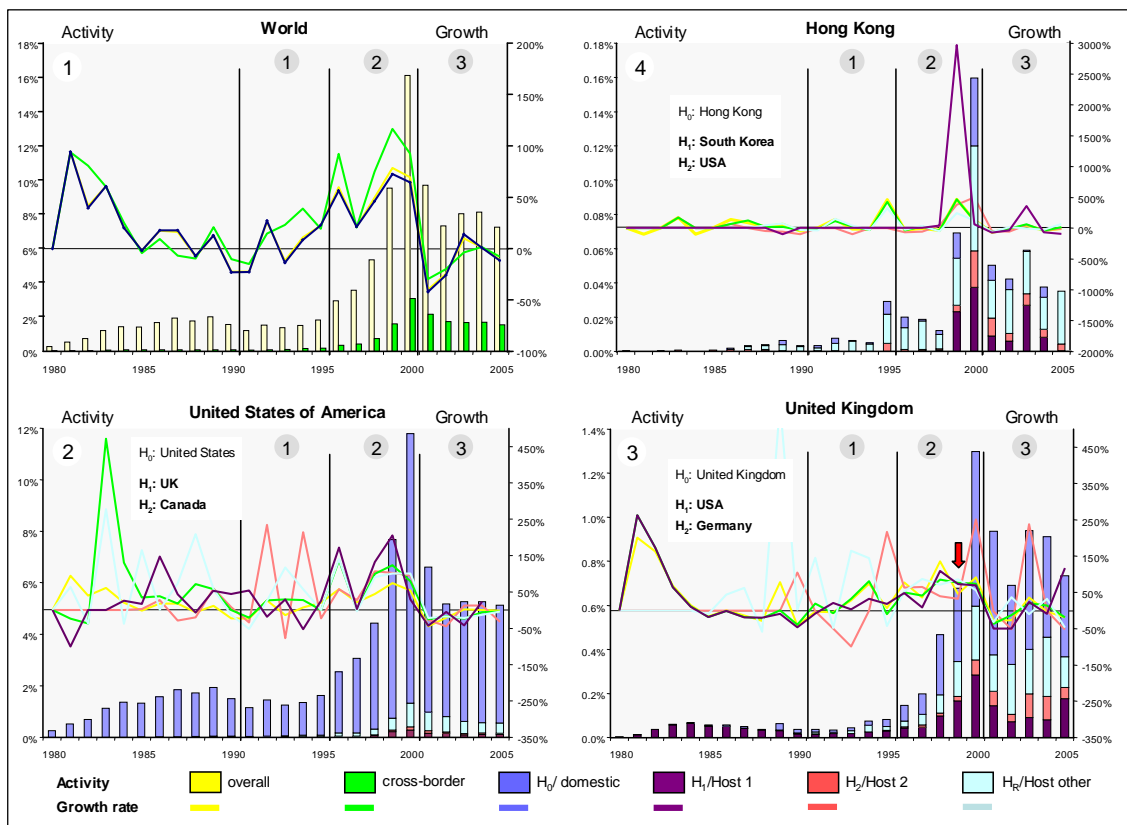 Activity World Growth
18% 200%
16% 150%
14%
12% 100%
10% 50%
8%
6% 0%
4% -50%
2%
0% -100%
1 1 2 3
1980 1985 1990 1995 2000 2005
Activity Hong Kong Growth
0.18% 3000%
0.16% 2500%
0.14% 2000%
0.12% 1500%
0.10% 1000%
0.08% 500%
0.06% 0%
0.04% -500%
0.02% -1000%
0.00% -1500%
-2000%
4 1 2 3
H0: Hong Kong
H1: South Korea
H2: USA
1980 1985 1990 1995 2000 2005
Activity United States of America Growth
12% 450%
10% 350%
8% 250%
6% 150%
4% 50%
2% -50%
0% -150%
-250%
-350%
2 1 2 3
H0: United States
H1: UK
H2: Canada
1980 1985 1990 1995 2000 2005
Activity United Kingdom Growth
1.4% 450%
1.2% 350%
1.0% 250%
0.8% 150%
0.6% 50%
0.4% -50%
0.2% -150%
0.0% -250%
-350%
3 1 2 3
H0: United Kingdom
H1: USA
H2: Germany
1980 1985 1990 1995 2000 2005
Activity overall cross-border H0/ domestic H1/Host 1 H2/Host 2 HR/Host other
Growth rate